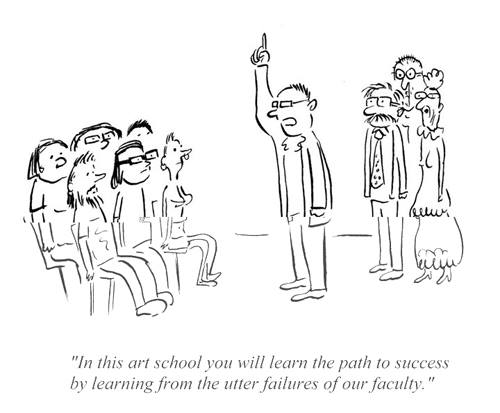 "In this art school you will learn the path to success
by learning from the utter failures of our faculty."